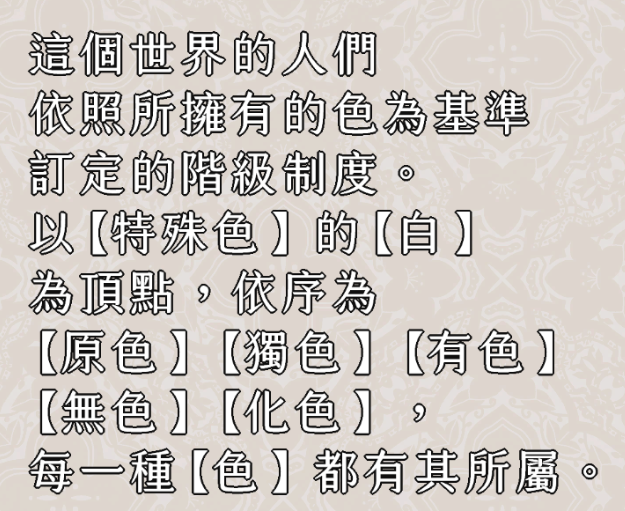 這個世界的人們
依照所擁有的色為基準
訂定的階級制度。
以【特殊色】的【白】
為頂點，依序為
【原色】【獨色】【有色】
【無色】【化色】，
每一種【色】都有其所屬。